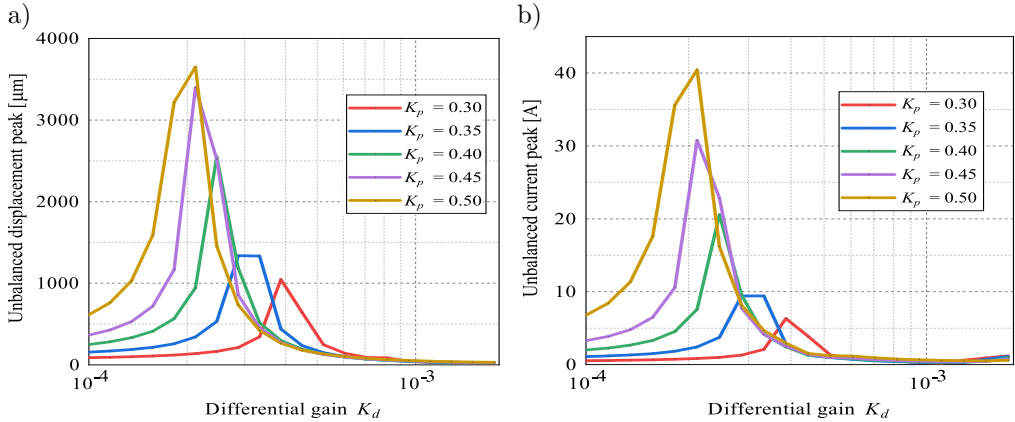 a)
Unbalanced displacement peak [µm]
4000
3000
2000
1000
0
K_p = 0.30
K_p = 0.35
K_p = 0.40
K_p = 0.45
K_p = 0.50
10^-4
10^-3
Differential gain K_d
b)
Unbalanced current peak [A]
40
30
20
10
0
K_p = 0.30
K_p = 0.35
K_p = 0.40
K_p = 0.45
K_p = 0.50
10^-4
10^-3
Differential gain K_d